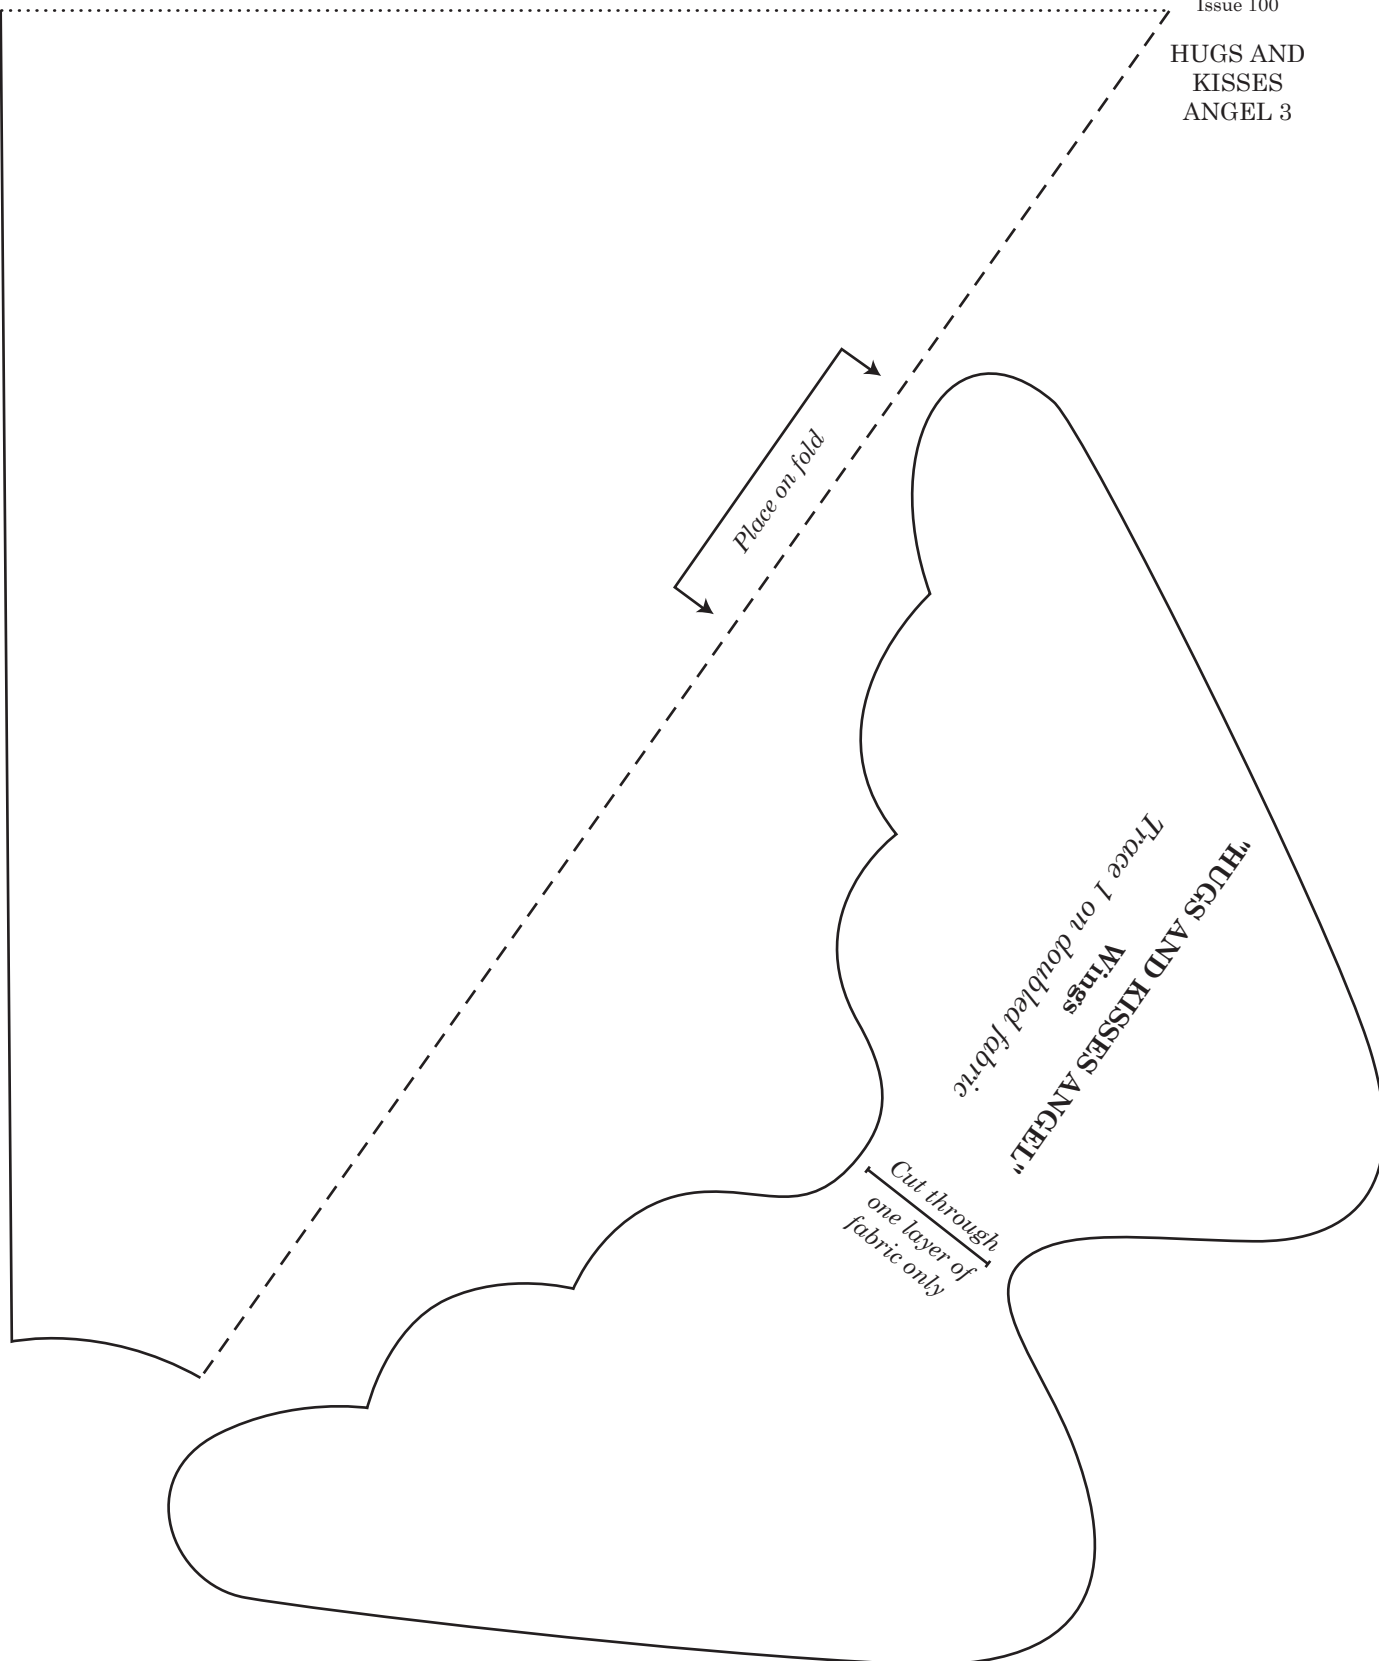 Issue 100
HUGS AND
KISSES
ANGEL 3
Place on fold
"HUGS AND KISSES ANGEL"
Wings
Trace 1 on doubled fabric
Cut through
one layer of
fabric only